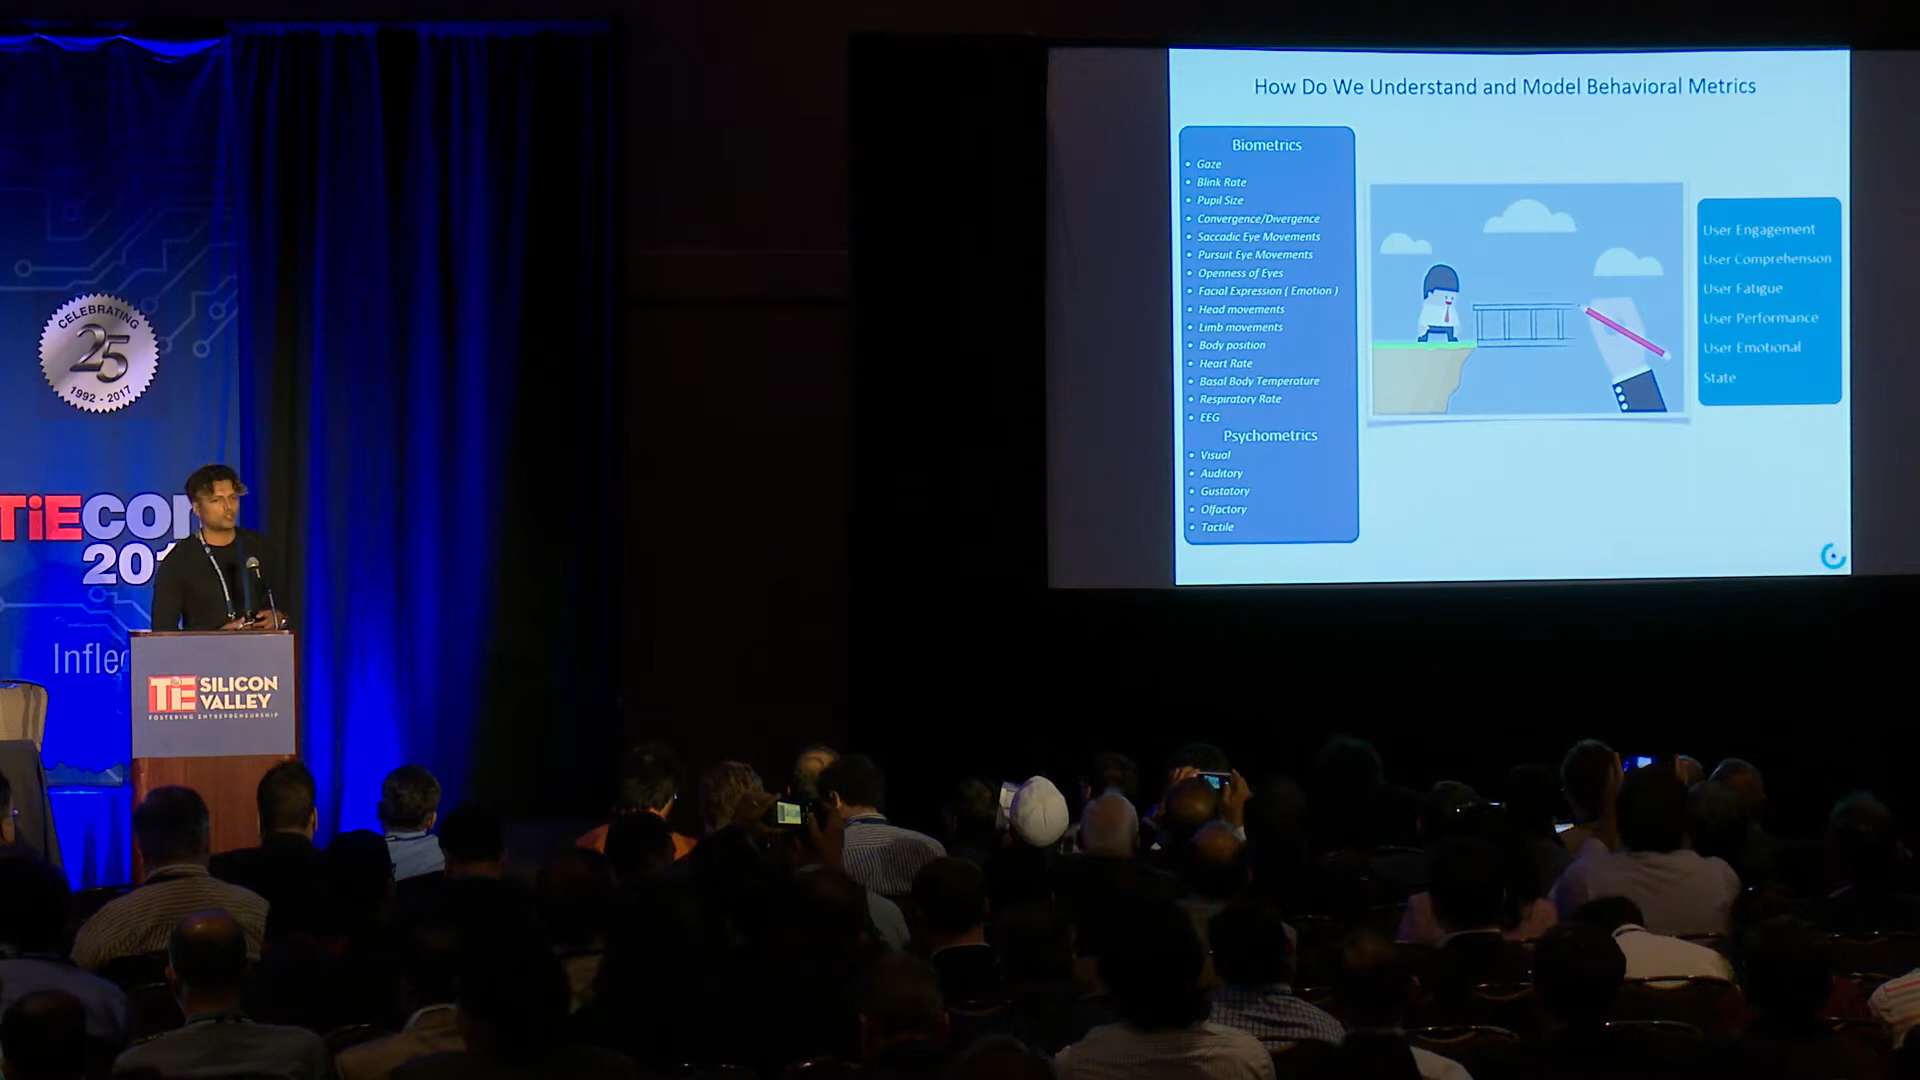 CELEBRATING
25
1992 - 2017
TiECON
201
Inflec
TiE SILICON
VALLEY
FOSTERING ENTREPRENEURSHIP
How Do We Understand and Model Behavioral Metrics
Biometrics
• Gaze
• Blink Rate
• Pupil Size
• Convergence/Divergence
• Saccadic Eye Movements
• Pursuit Eye Movements
• Openness of Eyes
• Facial Expression ( Emotion )
• Head movements
• Limb movements
• Body position
• Heart Rate
• Basal Body Temperature
• Respiratory Rate
• EEG
Psychometrics
• Visual
• Auditory
• Gustatory
• Olfactory
• Tactile
User Engagement
User Comprehension
User Fatigue
User Performance
User Emotional
State